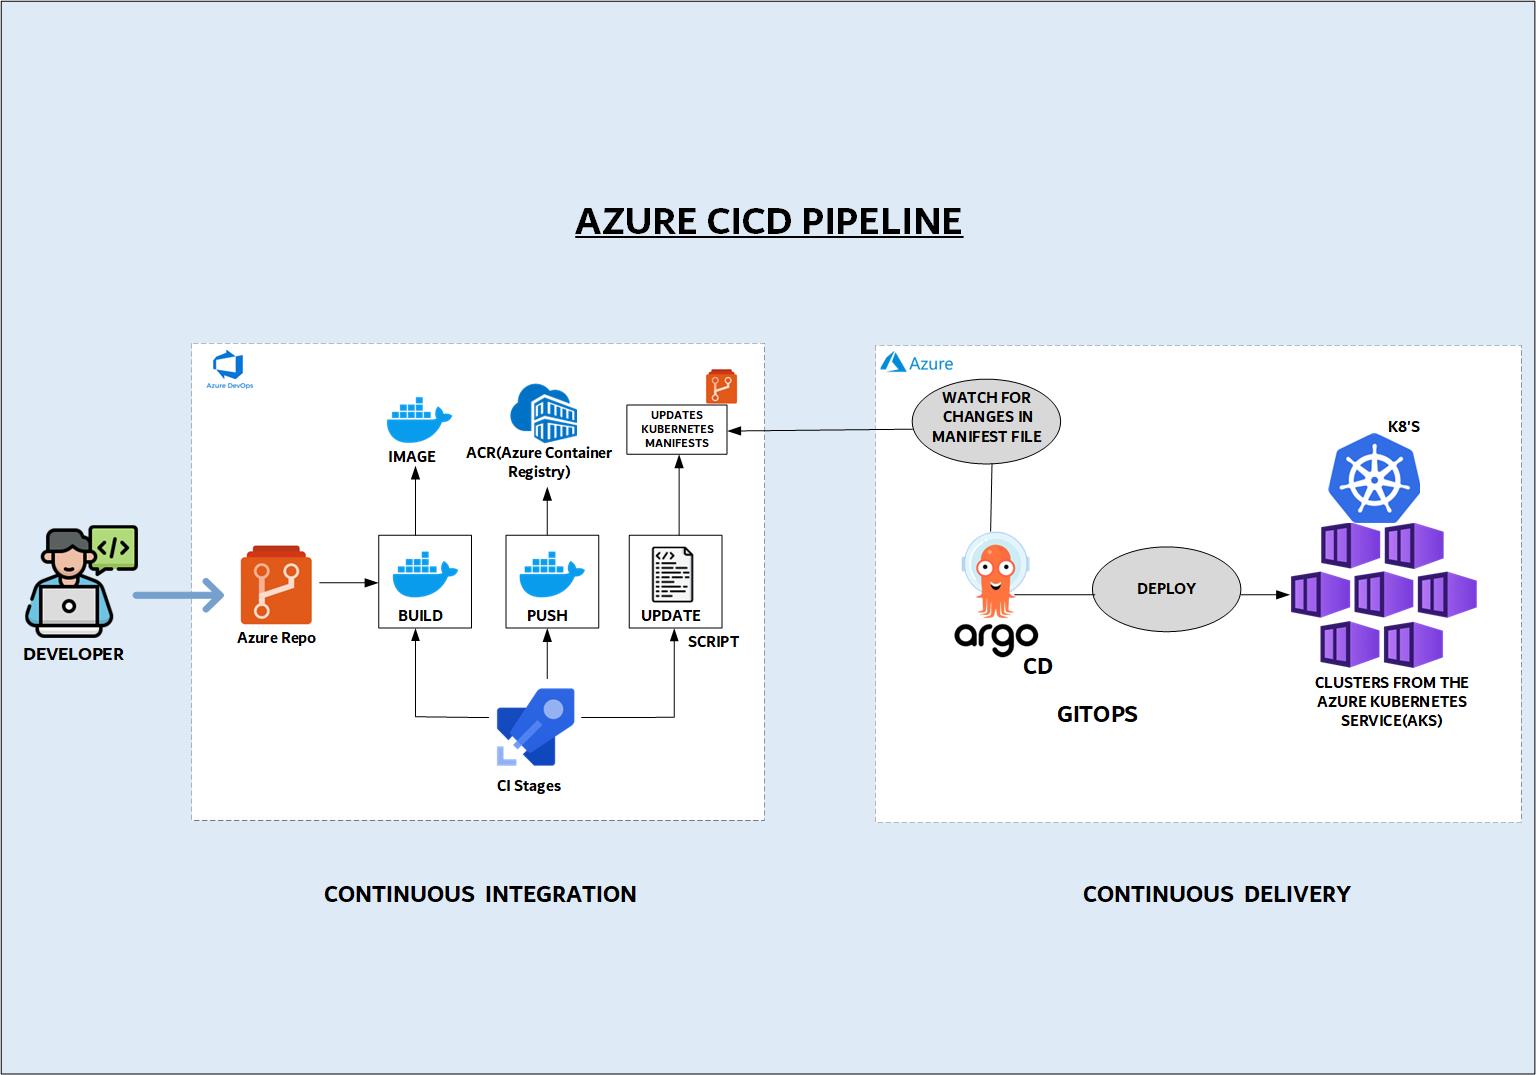 AZURE CICD PIPELINE
Azure DevOps
IMAGE
ACR(Azure Container
Registry)
UPDATES
KUBERNETES
MANIFESTS
BUILD
PUSH
UPDATE
SCRIPT
Azure Repo
DEVELOPER
</>
CI Stages
CONTINUOUS INTEGRATION
Azure
WATCH FOR
CHANGES IN
MANIFEST FILE
argo
CD
DEPLOY
GITOPS
K8'S
CLUSTERS FROM THE
AzURE KUBERNETES
SERVICE(AKS)
CONTINUOUS DELIVERY